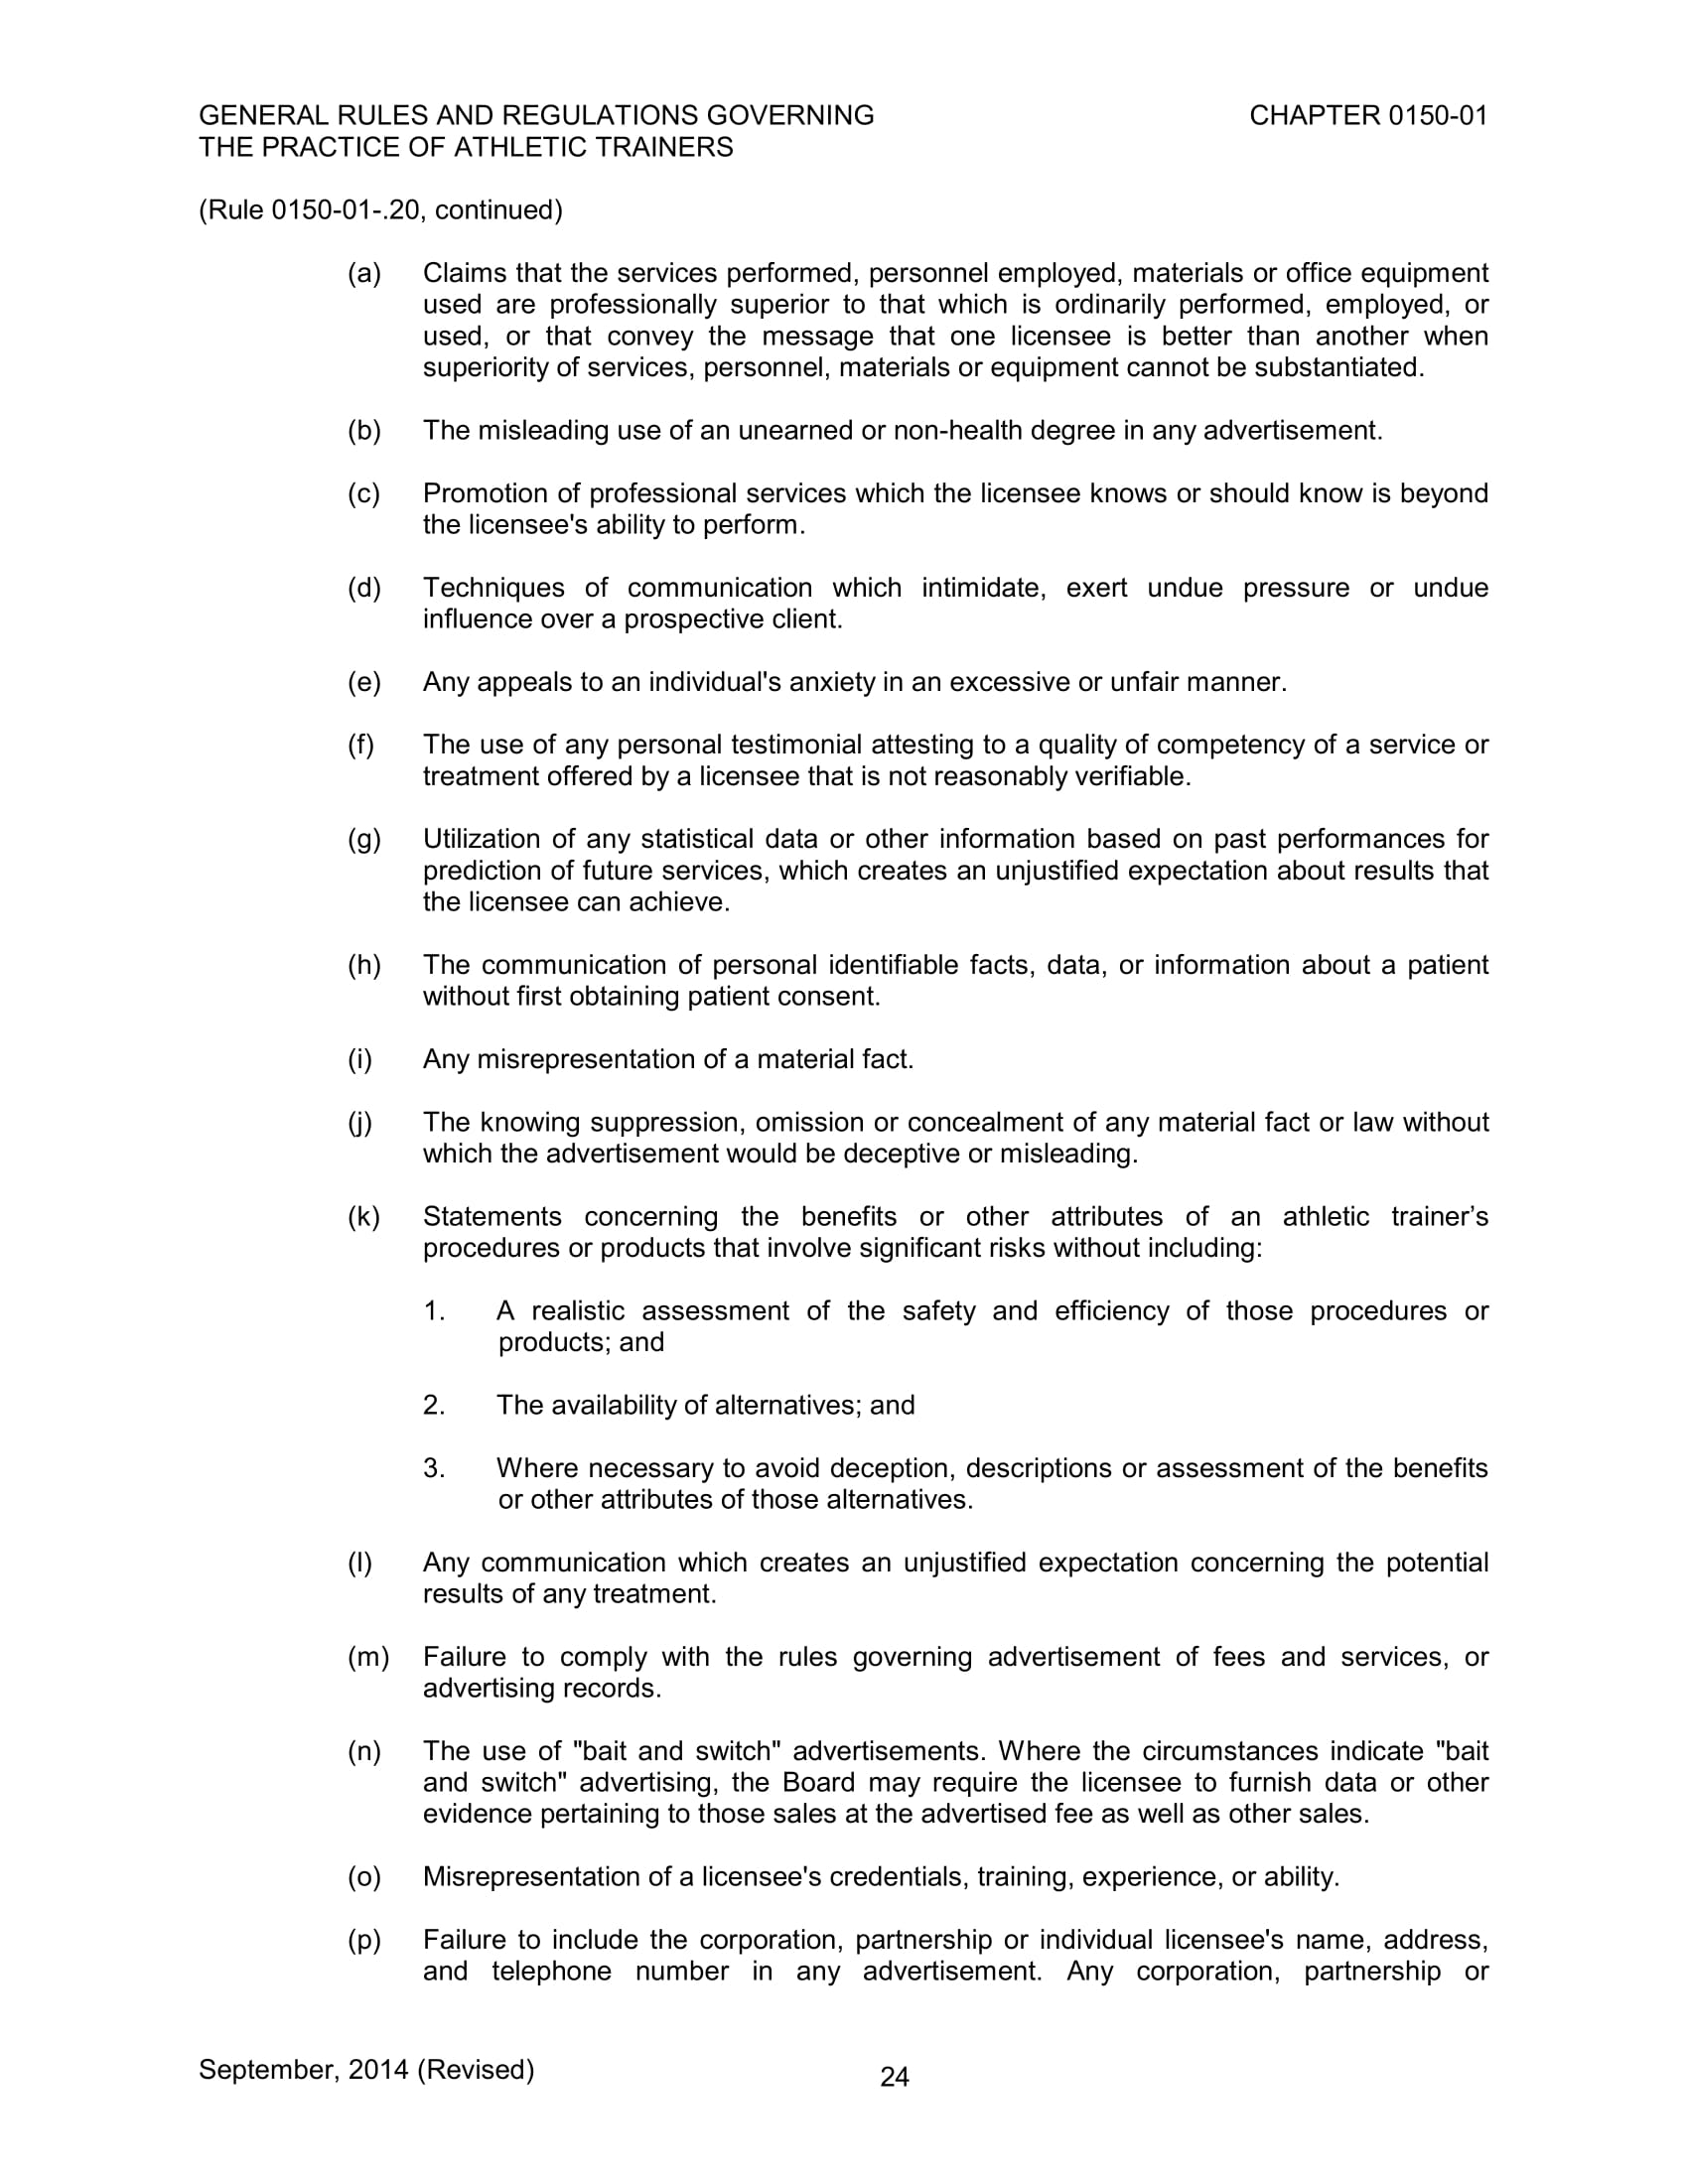 GENERAL RULES AND REGULATIONS GOVERNING CHAPTER 0150-01
THE PRACTICE OF ATHLETIC TRAINERS
(Rule 0150-01-.20, continued)
(a) Claims that the services performed, personnel employed, materials or office equipment
used are professionally superior to that which is ordinarily performed, employed, or
used, or that convey the message that one licensee is better than another when
superiority of services, personnel, materials or equipment cannot be substantiated.
(b) The misleading use of an unearned or non-health degree in any advertisement.
(c) Promotion of professional services which the licensee knows or should know is beyond
the licensee's ability to perform.
(d) Techniques of communication which intimidate, exert undue pressure or undue
influence over a prospective client.
(e) Any appeals to an individual's anxiety in an excessive or unfair manner.
(f) The use of any personal testimonial attesting to a quality of competency of a service or
treatment offered by a licensee that is not reasonably verifiable.
(g) Utilization of any statistical data or other information based on past performances for
prediction of future services, which creates an unjustified expectation about results that
the licensee can achieve.
(h) The communication of personal identifiable facts, data, or information about a patient
without first obtaining patient consent.
(i) Any misrepresentation of a material fact.
(j) The knowing suppression, omission or concealment of any material fact or law without
which the advertisement would be deceptive or misleading.
(k) Statements concerning the benefits or other attributes of an athletic trainer’s
procedures or products that involve significant risks without including:
1. A realistic assessment of the safety and efficiency of those procedures or
products; and
2. The availability of alternatives; and
3. Where necessary to avoid deception, descriptions or assessment of the benefits
or other attributes of those alternatives.
(l) Any communication which creates an unjustified expectation concerning the potential
results of any treatment.
(m) Failure to comply with the rules governing advertisement of fees and services, or
advertising records.
(n) The use of "bait and switch" advertisements. Where the circumstances indicate "bait
and switch" advertising, the Board may require the licensee to furnish data or other
evidence pertaining to those sales at the advertised fee as well as other sales.
(o) Misrepresentation of a licensee's credentials, training, experience, or ability.
(p) Failure to include the corporation, partnership or individual licensee's name, address,
and telephone number in any advertisement. Any corporation, partnership or
September, 2014 (Revised) 24